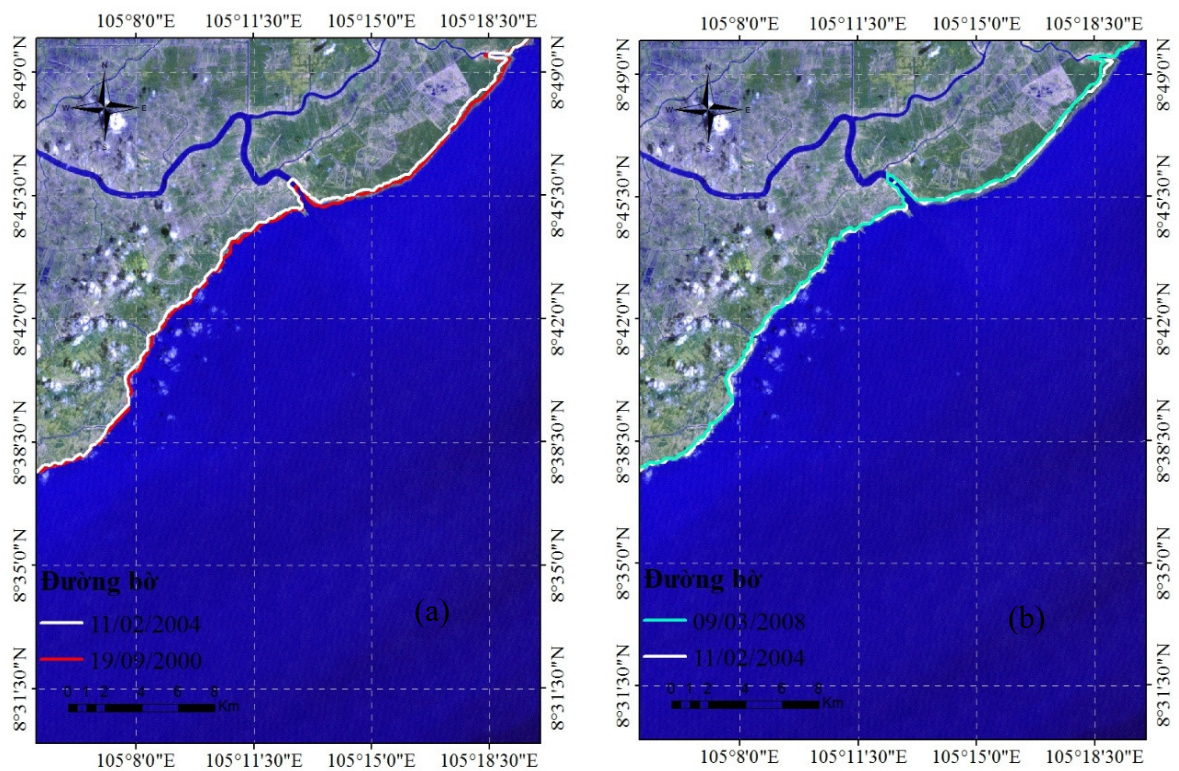 105°8'0"E 105°11'30"E 105°15'0"E 105°18'30"E
8°49'0"N 8°49'0"N
N
W E
S
8°45'30"N 8°45'30"N
8°42'0"N 8°42'0"N
8°38'30"N 8°38'30"N
8°35'0"N 8°35'0"N
Đường bờ
11/02/2004
(a)
19/09/2000
8°31'30"N 8°31'30"N
0 1 2 4 6 8
Km
105°8'0"E 105°11'30"E 105°15'0"E 105°18'30"E
105°8'0"E 105°11'30"E 105°15'0"E 105°18'30"E
8°49'0"N 8°49'0"N
N
W E
S
8°45'30"N 8°45'30"N
8°42'0"N 8°42'0"N
8°38'30"N 8°38'30"N
8°35'0"N 8°35'0"N
Đường bờ
09/03/2008
(b)
11/02/2004
8°31'30"N 8°31'30"N
0 1 2 4 6 8
Km
105°8'0"E 105°11'30"E 105°15'0"E 105°18'30"E